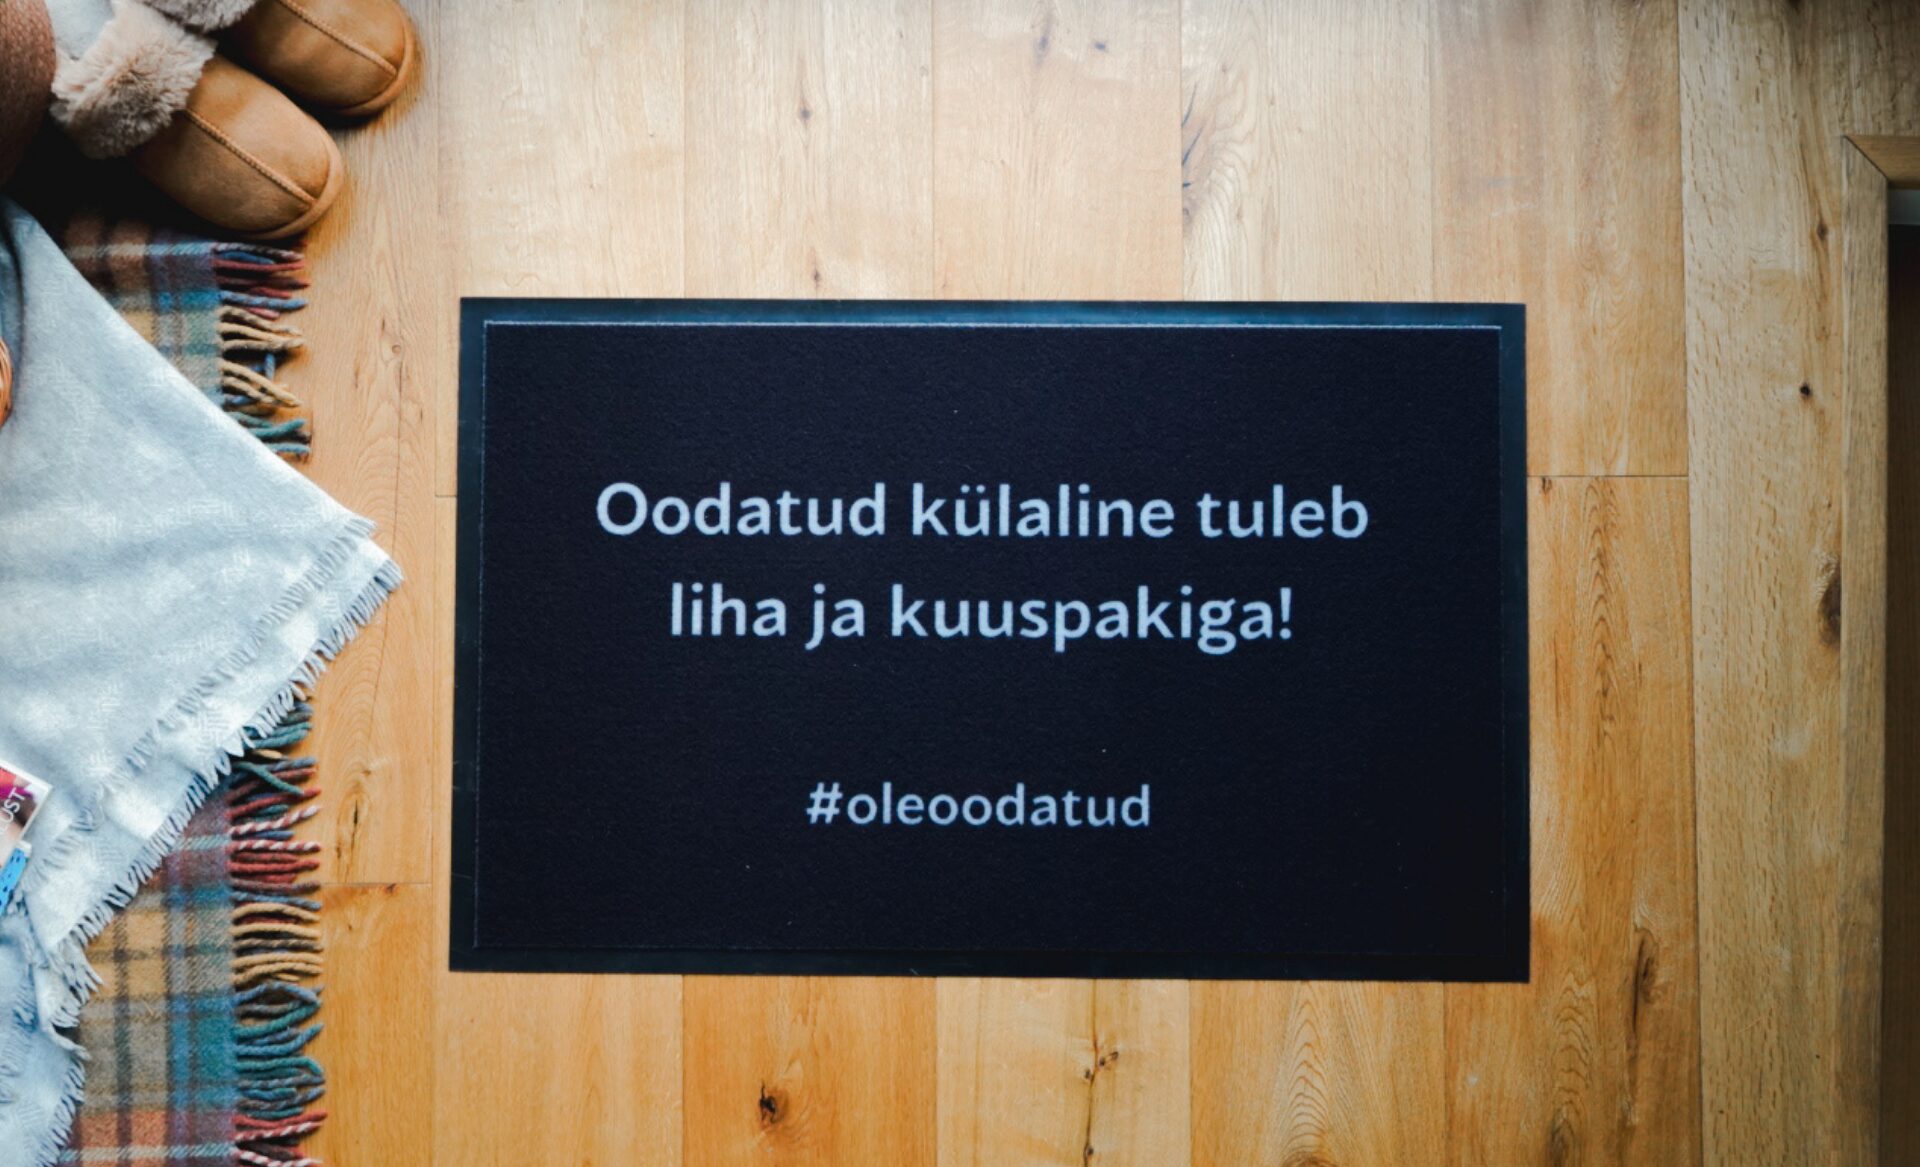 Oodatud külaline tuleb
liha ja kuuspakiga!
#oleoodatud